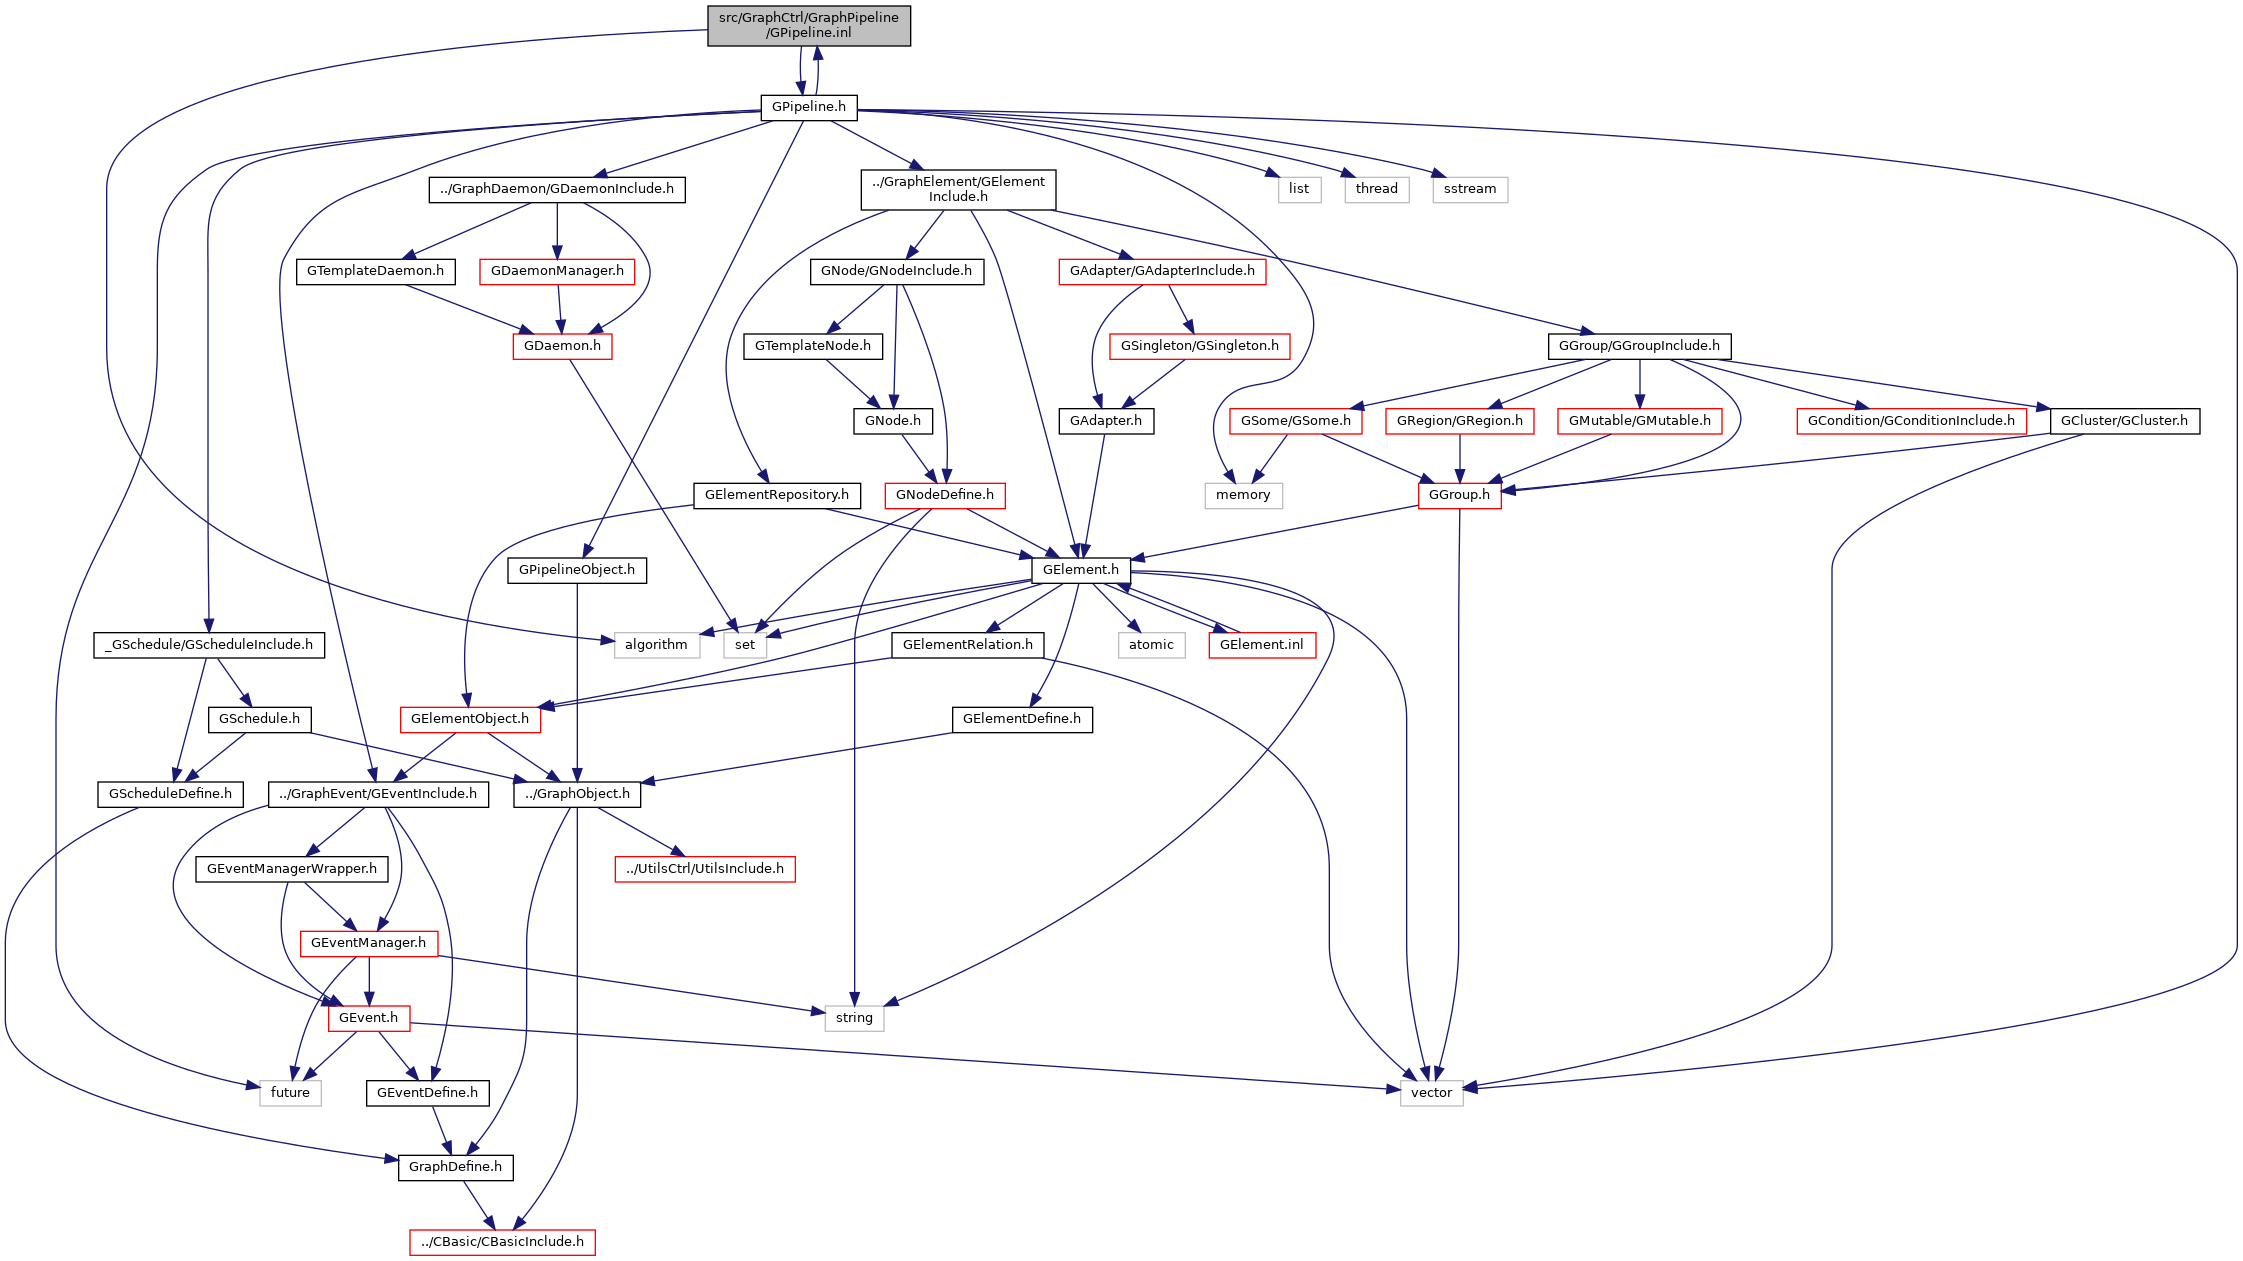 src/GraphCtrl/GraphPipeline
/GPipeline.inl
GPipeline.h
../GraphDaemon/GDaemonInclude.h
../GraphElement/GElement
Include.h
list
thread
sstream
GTemplateDaemon.h
GDaemonManager.h
GNode/GNodeInclude.h
GAdapter/GAdapterInclude.h
GDaemon.h
GTemplateNode.h
GSingleton/GSingleton.h
GGroup/GGroupInclude.h
GNode.h
GAdapter.h
GSome/GSome.h
GRegion/GRegion.h
GMutable/GMutable.h
GCondition/GConditionInclude.h
GCluster/GCluster.h
GElementRepository.h
GNodeDefine.h
memory
GGroup.h
GPipelineObject.h
GElement.h
_GSchedule/GScheduleInclude.h
algorithm
set
GElementRelation.h
atomic
GElement.inl
GSchedule.h
GElementObject.h
GElementDefine.h
GScheduleDefine.h
../GraphEvent/GEventInclude.h
../GraphObject.h
GEventManagerWrapper.h
../UtilsCtrl/UtilsInclude.h
GEventManager.h
GEvent.h
string
future
GEventDefine.h
vector
GraphDefine.h
../CBasic/CBasicInclude.h